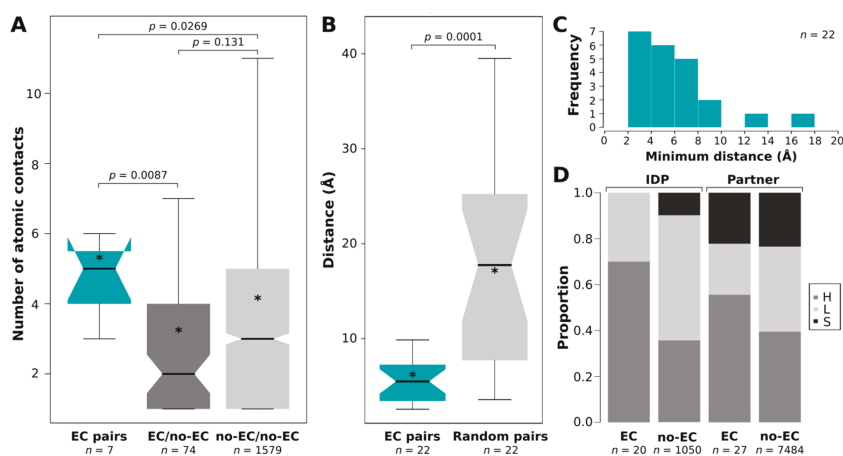 A
p = 0.0269
p = 0.131
p = 0.0087
Number of atomic contacts
10
8
6
4
2
*
*
*
EC pairs
EC/no-EC
no-EC/no-EC
n = 7
n = 74
n = 1579
B
p = 0.0001
Distance (Å)
40
30
20
10
*
*
EC pairs
Random pairs
n = 22
n = 22
C
n = 22
Frequency
7
6
5
4
3
2
1
0
0 2 4 6 8 10 12 14 16 18 20
Minimum distance (Å)
D
IDP
Partner
Proportion
1.0
0.8
0.6
0.4
0.2
0.0
H
L
S
EC
no-EC
EC
no-EC
n = 20
n = 1050
n = 27
n = 7484